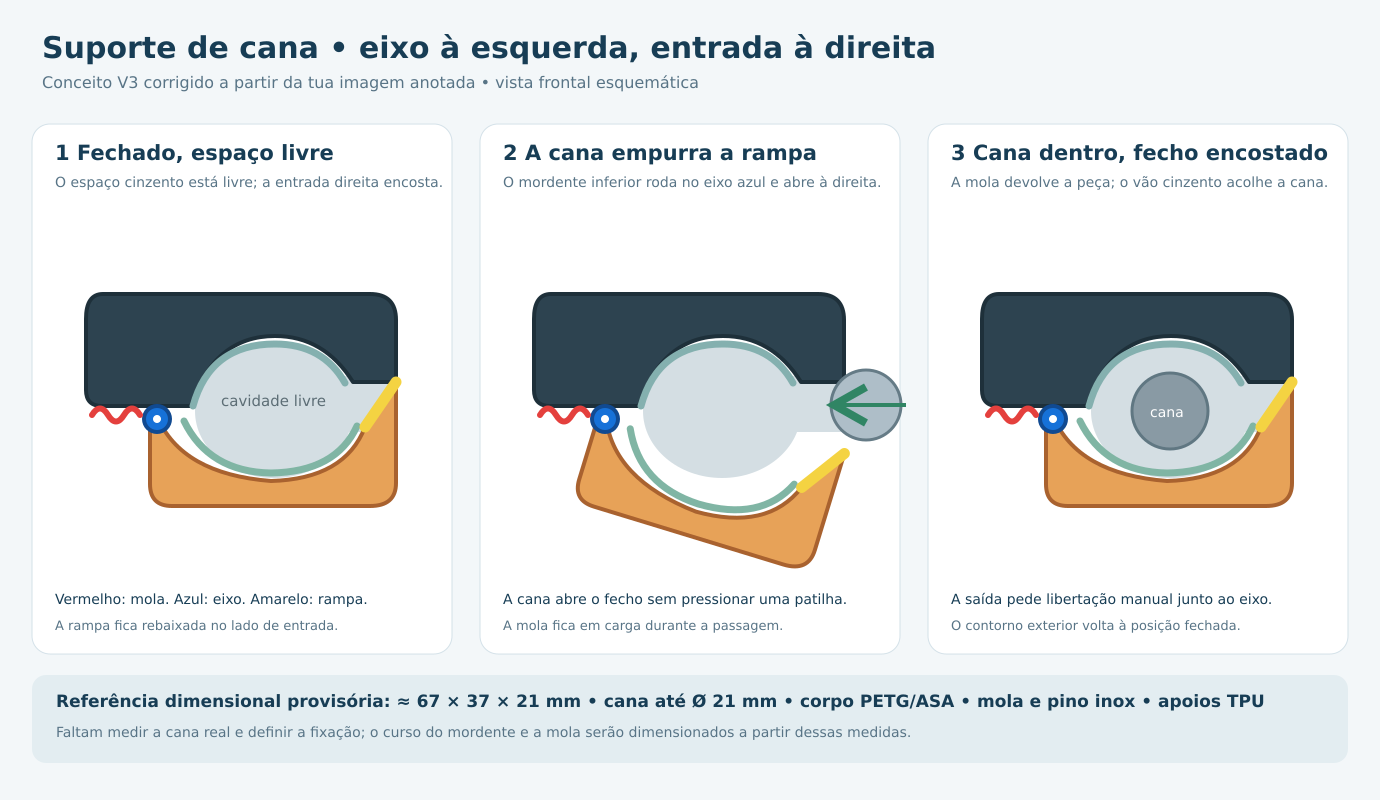 Suporte de cana • eixo à esquerda, entrada à direita
Conceito V3 corrigido a partir da tua imagem anotada • vista frontal esquemática
1 Fechado, espaço livre
O espaço cinzento está livre; a entrada direita encosta.
cavidade livre
Vermelho: mola. Azul: eixo. Amarelo: rampa.
A rampa fica rebaixada no lado de entrada.
2 A cana empurra a rampa
O mordente inferior roda no eixo azul e abre à direita.
A cana abre o fecho sem pressionar uma patilha.
A mola fica em carga durante a passagem.
3 Cana dentro, fecho encostado
A mola devolve a peça; o vão cinzento acolhe a cana.
cana
A saída pede libertação manual junto ao eixo.
O contorno exterior volta à posição fechada.
Referência dimensional provisória: ≈ 67 × 37 × 21 mm • cana até Ø 21 mm • corpo PETG/ASA • mola e pino inox • apoios TPU
Faltam medir a cana real e definir a fixação; o curso do mordente e a mola serão dimensionados a partir dessas medidas.